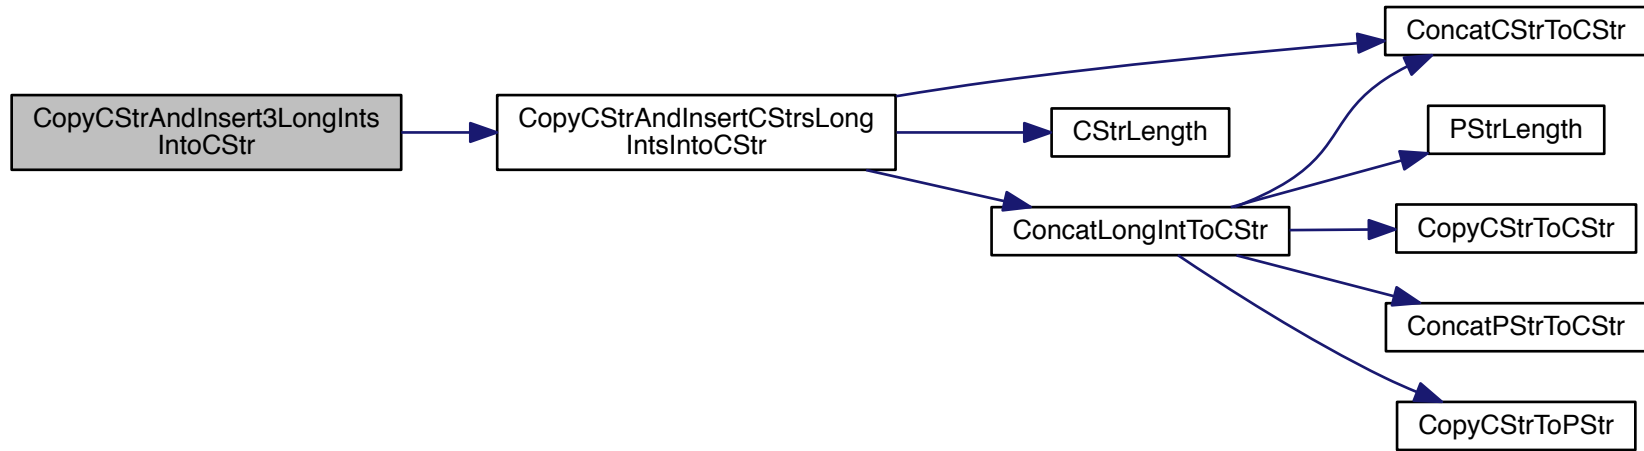 CopyCStrAndInsert3LongInts
IntoCStr
CopyCStrAndInsertCStrsLong
IntsIntoCStr
ConcatCStrToCStr
CStrLength
PStrLength
ConcatLongIntToCStr
CopyCStrToCStr
ConcatPStrToCStr
CopyCStrToPStr